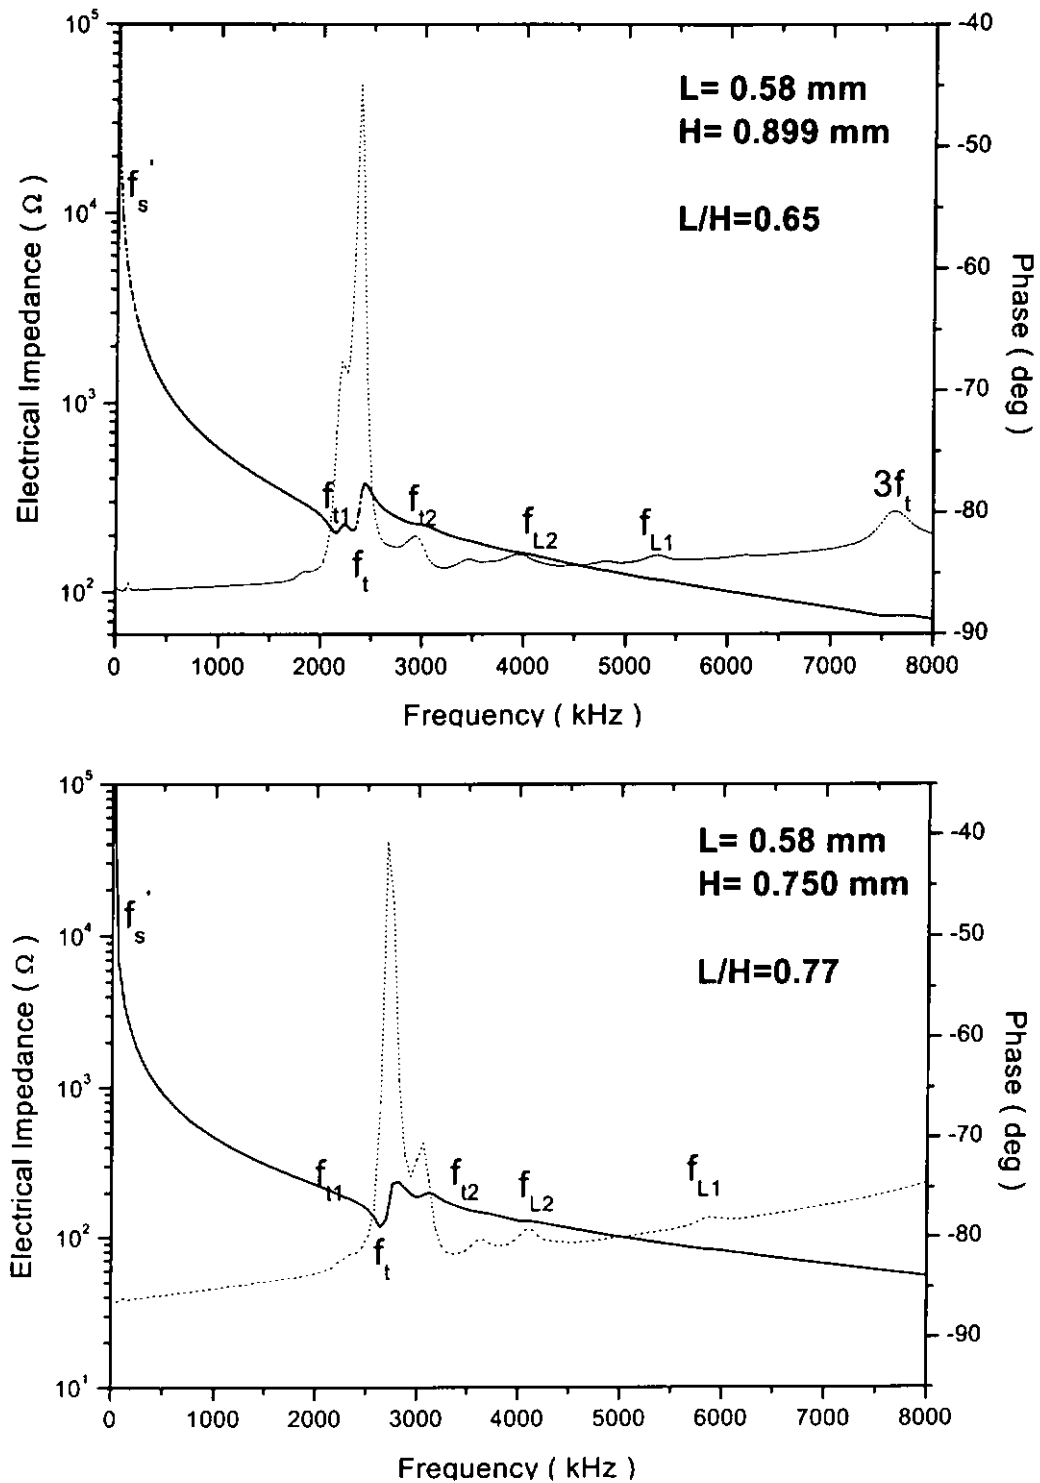 10⁵
10⁴
10³
10²
Electrical Impedance ( Ω )
-40
-50
-60
-70
-80
-90
Phase ( deg )
L= 0.58 mm
H= 0.899 mm
L/H=0.65
fₛ'
f_t1
f_t
f_t2
f_L2
f_L1
3f_t
0 1000 2000 3000 4000 5000 6000 7000 8000
Frequency ( kHz )
10⁵
10⁴
10³
10²
10¹
Electrical Impedance ( Ω )
-40
-50
-60
-70
-80
-90
Phase ( deg )
L= 0.58 mm
H= 0.750 mm
L/H=0.77
fₛ'
f_t1
f_t
f_t2
f_L2
f_L1
0 1000 2000 3000 4000 5000 6000 7000 8000
Frequency ( kHz )